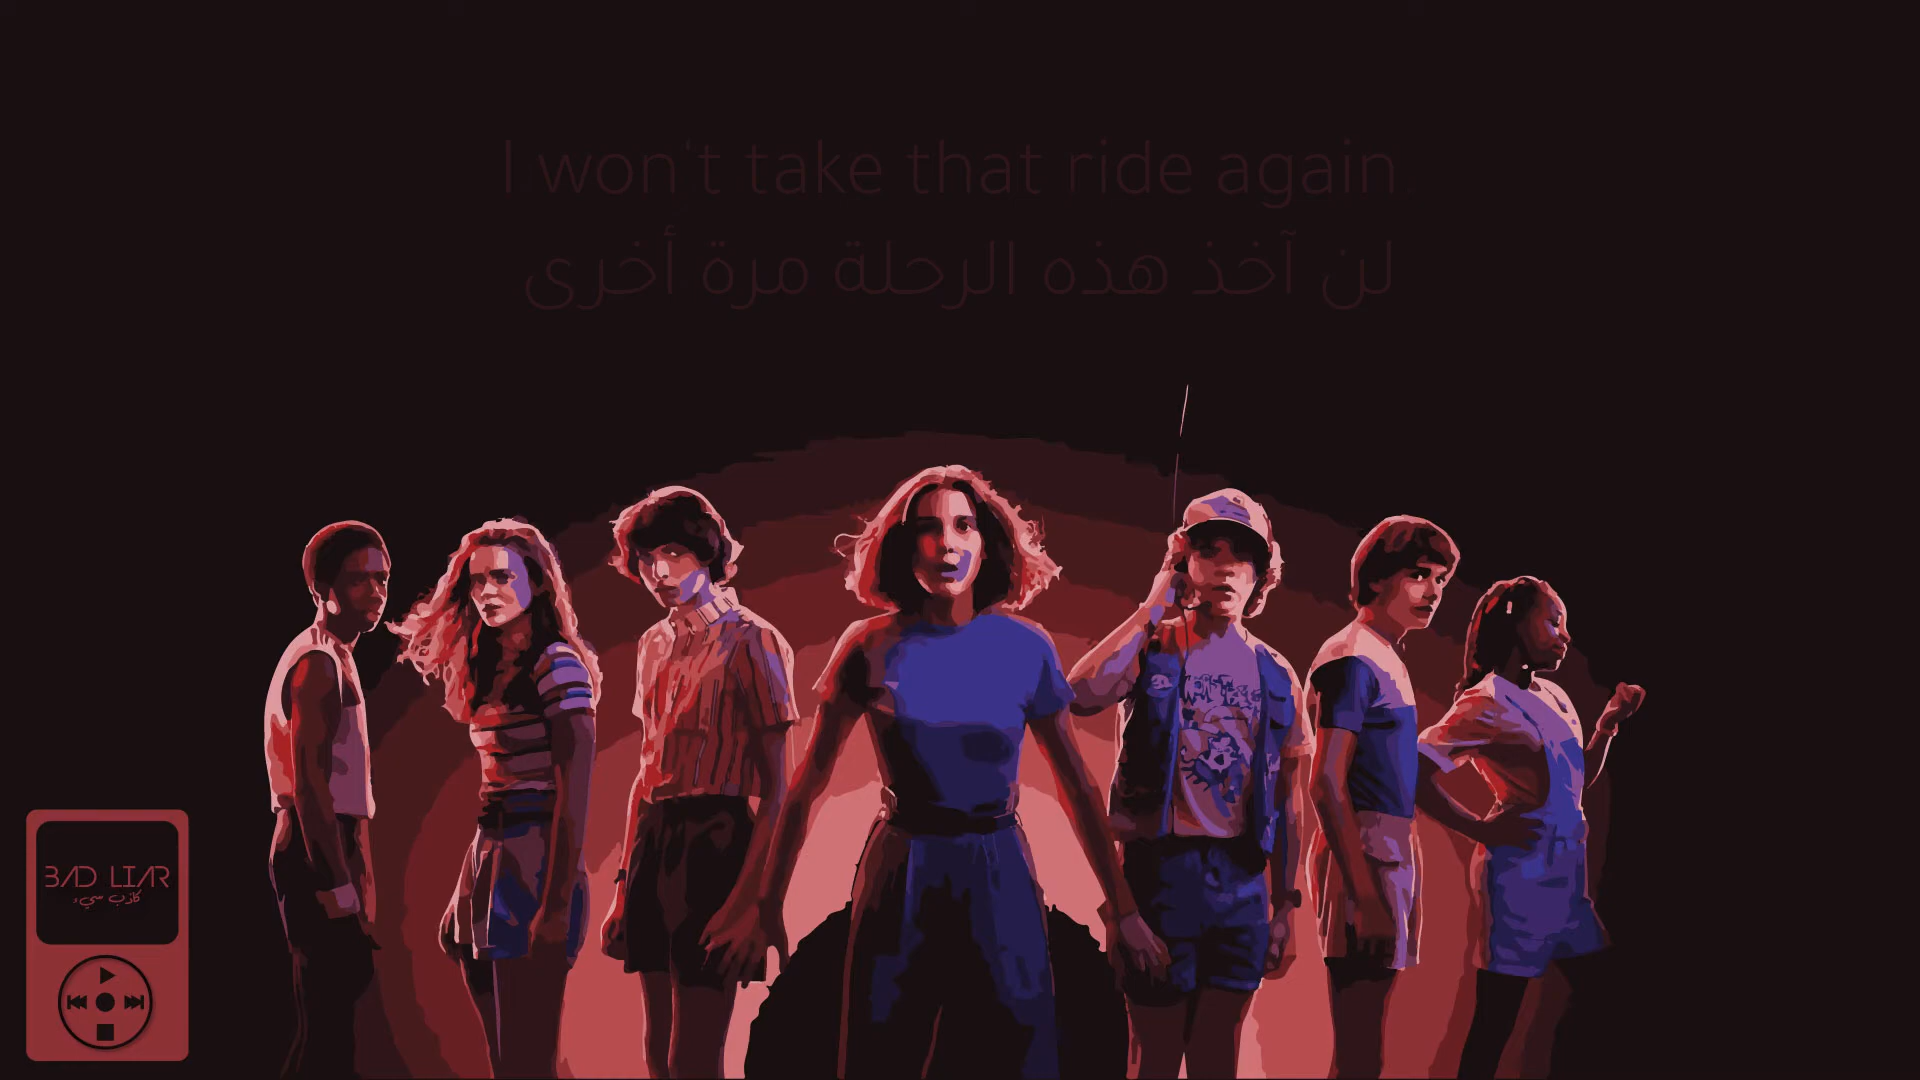 I won't take that ride again
لن آخذ هذه الرحلة مرة أخرى
BAD LIAR
كاذب سيء